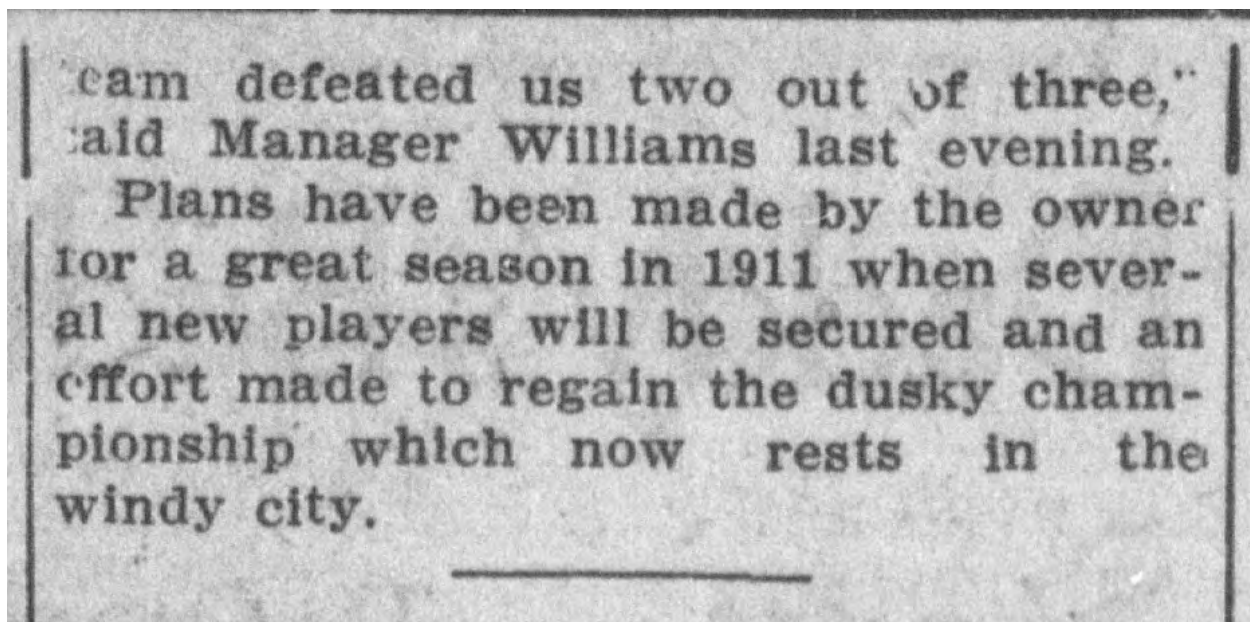 eam defeated us two out of three,"
aid Manager Williams last evening.
Plans have been made by the owner
for a great season in 1911 when sever-
al new players will be secured and an
effort made to regain the dusky cham-
pionship which now rests in the
windy city.